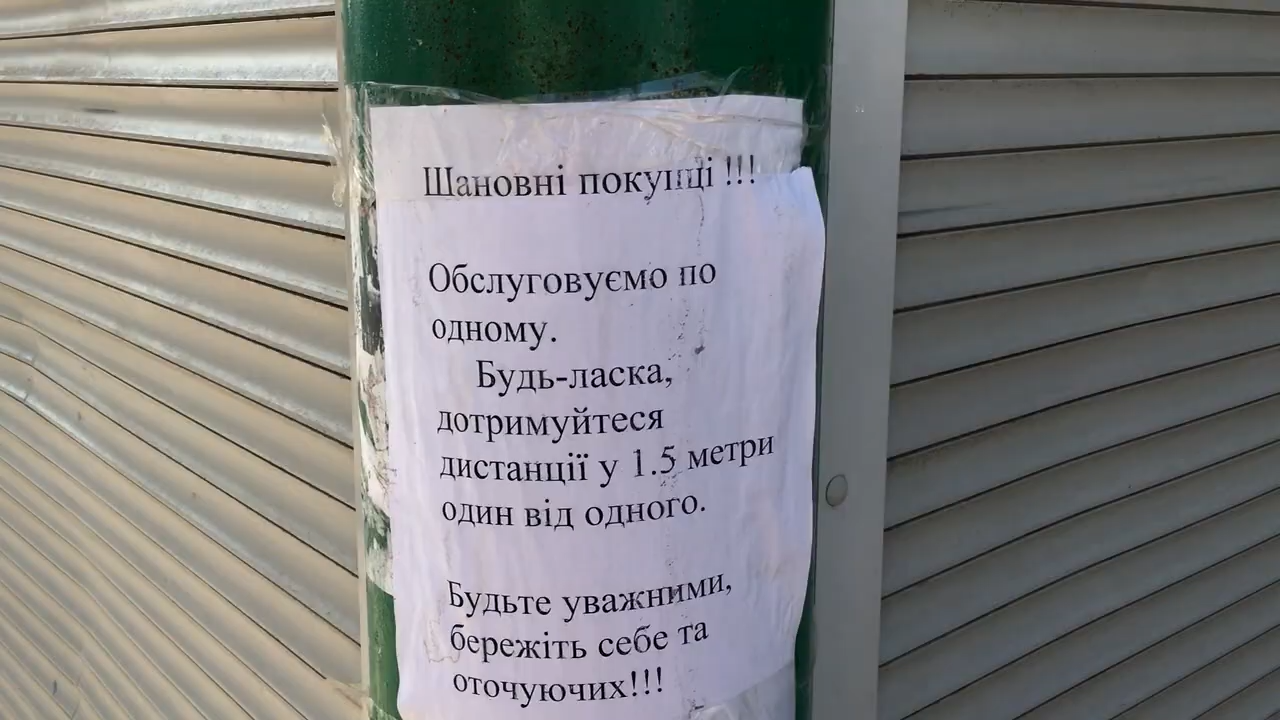 Шановні покупці !!!
Обслуговуємо по
одному.
Будь-ласка,
дотримуйтеся
дистанції у 1.5 метри
один від одного.
Будьте уважними,
бережіть себе та
оточуючих!!!